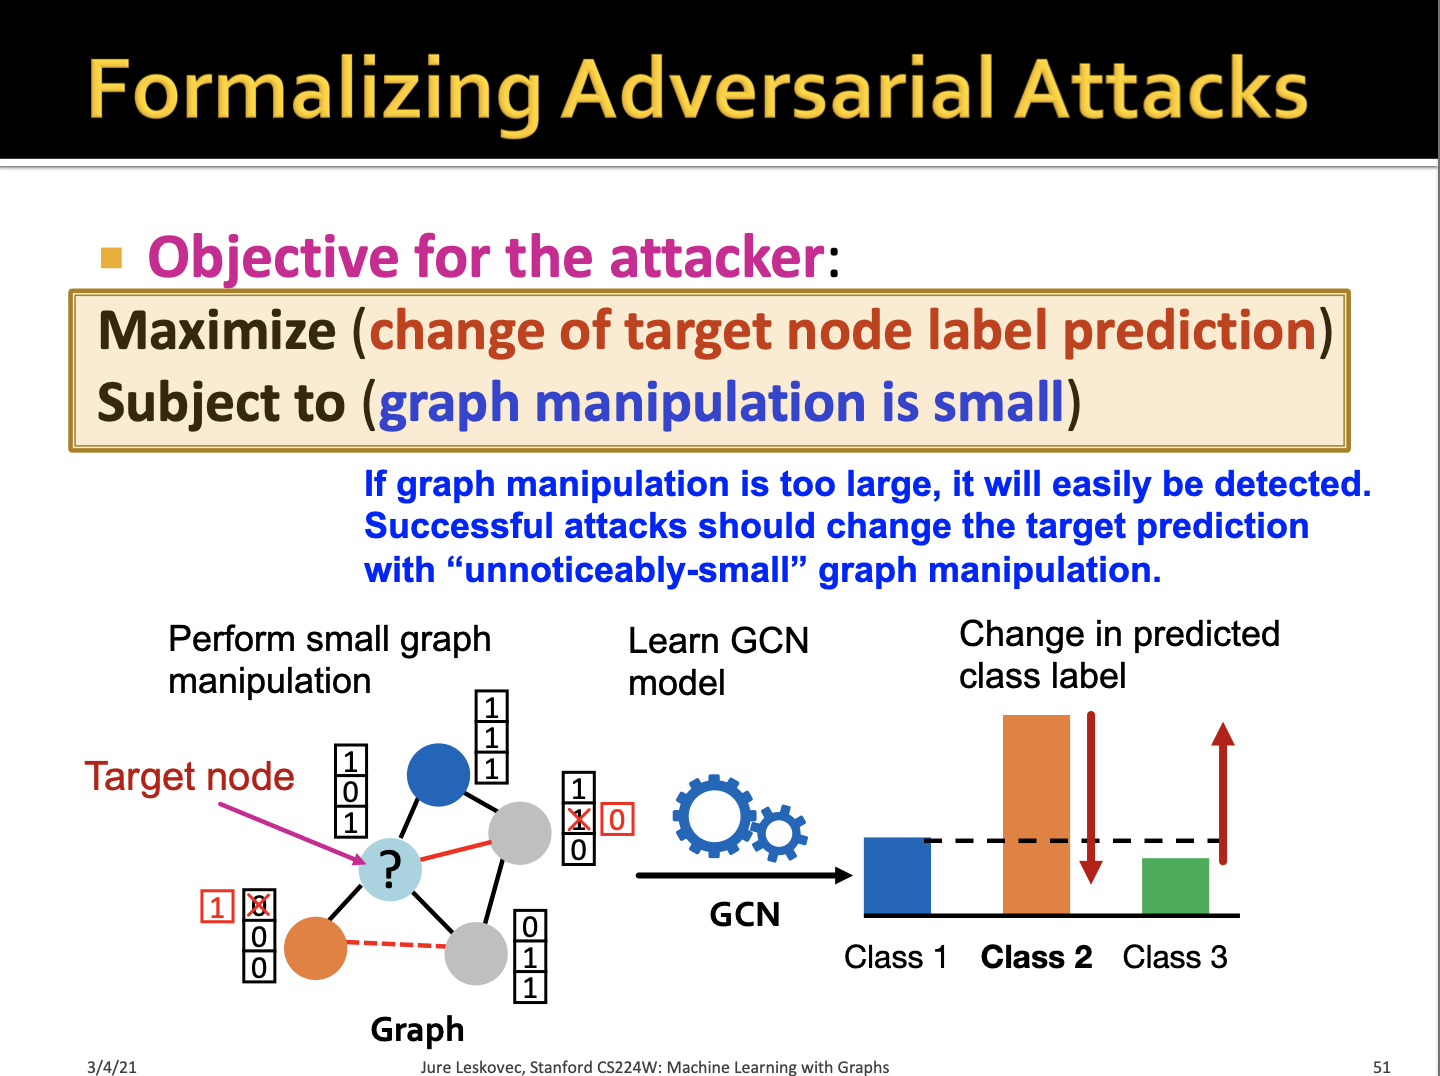 Formalizing Adversarial Attacks
Objective for the attacker:
Maximize (change of target node label prediction)
Subject to (graph manipulation is small)
If graph manipulation is too large, it will easily be detected.
Successful attacks should change the target prediction
with “unnoticeably-small” graph manipulation.
Perform small graph
manipulation
Learn GCN
model
Change in predicted
class label
Target node
1
0
1
1
1
1
1
1 0
0
?
1 0
0
0
0
1
1
Graph
GCN
Class 1 Class 2 Class 3
3/4/21 Jure Leskovec, Stanford CS224W: Machine Learning with Graphs 51